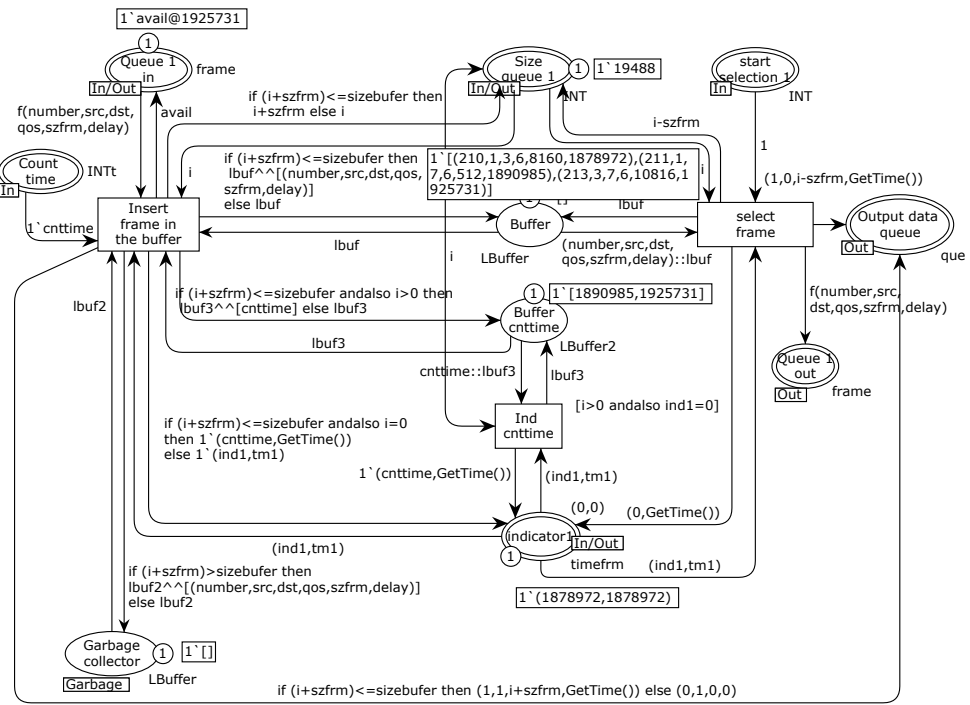 1`avail@1925731
1
Queue 1
in
In/Out
frame
f(number,src,dst,
qos,szfrm,delay)
avail
Count
time
In
INTt
1`cnttime
Insert
frame in
the buffer
if (i+szfrm)<=sizebufer then
i+szfrm else i
Size
queue 1
In/Out
INT
1
1`19488
start
selection 1
In
INT
i-szfrm
1
i
i
if (i+szfrm)<=sizebufer then
lbuf^^[(number,src,dst,qos,
szfrm,delay)]
else lbuf
1`[(210,1,3,6,8160,1878972),(211,1,
7,6,512,1890985),(213,3,7,6,10816,1
925731)]
1
[]
Buffer
LBuffer
lbuf
lbuf
(number,src,dst,
qos,szfrm,delay)::lbuf
(1,0,i-szfrm,GetTime())
select
frame
Output data
queue
Out
que
i
if (i+szfrm)<=sizebufer andalso i>0 then
lbuf3^^[cnttime] else lbuf3
lbuf2
lbuf3
1
1`[1890985,1925731]
Buffer
cnttime
LBuffer2
f(number,src,
dst,qos,szfrm,delay)
Queue 1
out
Out
frame
cnttime::lbuf3
lbuf3
Ind
cnttime
[i>0 andalso ind1=0]
if (i+szfrm)<=sizebufer andalso i=0
then 1`(cnttime,GetTime())
else 1`(ind1,tm1)
1`(cnttime,GetTime())
(ind1,tm1)
(0,0)
(0,GetTime())
indicator1
In/Out
1
timefrm
(ind1,tm1)
(ind1,tm1)
1`(1878972,1878972)
if (i+szfrm)>sizebufer then
lbuf2^^[(number,src,dst,qos,szfrm,delay)]
else lbuf2
Garbage
collector
1
1`[]
Garbage
LBuffer
if (i+szfrm)<=sizebufer then (1,1,i+szfrm,GetTime()) else (0,1,0,0)